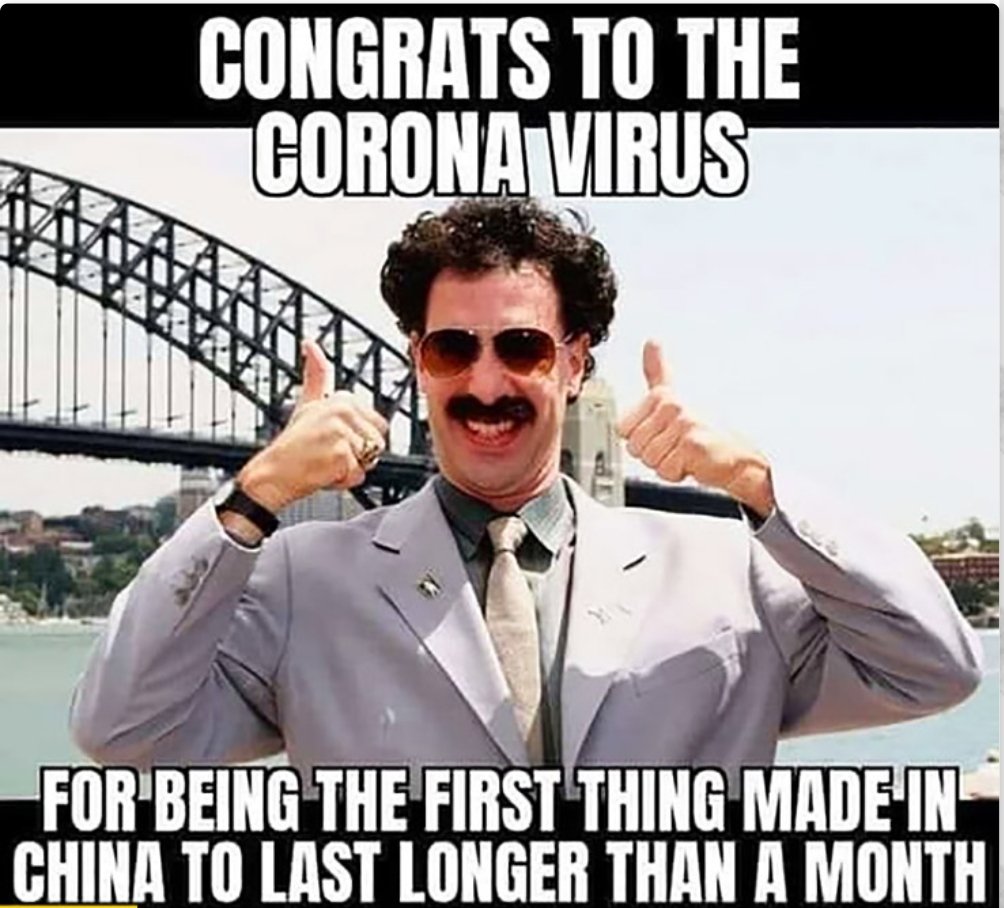 CONGRATS TO THE
CORONA VIRUS
FOR BEING THE FIRST THING MADE IN
CHINA TO LAST LONGER THAN A MONTH